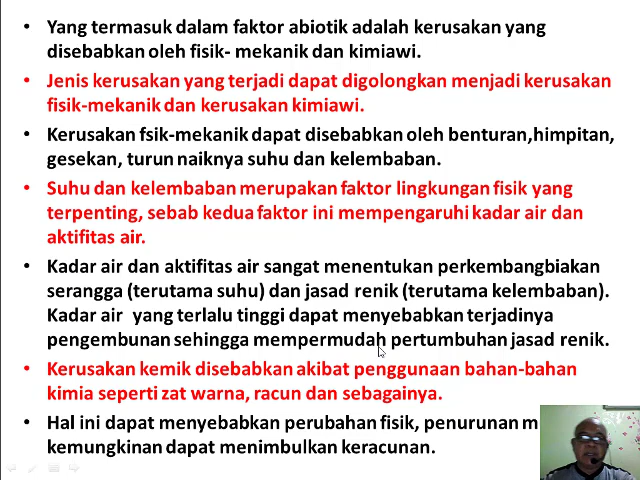 Yang termasuk dalam faktor abiotik adalah kerusakan yang
disebabkan oleh fisik- mekanik dan kimiawi.
Jenis kerusakan yang terjadi dapat digolongkan menjadi kerusakan
fisik-mekanik dan kerusakan kimiawi.
Kerusakan fsik-mekanik dapat disebabkan oleh benturan,himpitan,
gesekan, turun naiknya suhu dan kelembaban.
Suhu dan kelembaban merupakan faktor lingkungan fisik yang
terpenting, sebab kedua faktor ini mempengaruhi kadar air dan
aktifitas air.
Kadar air dan aktifitas air sangat menentukan perkembangbiakan
serangga (terutama suhu) dan jasad renik (terutama kelembaban).
Kadar air yang terlalu tinggi dapat menyebabkan terjadinya
pengembunan sehingga mempermudah pertumbuhan jasad renik.
Kerusakan kemik disebabkan akibat penggunaan bahan-bahan
kimia seperti zat warna, racun dan sebagainya.
Hal ini dapat menyebabkan perubahan fisik, penurunan
kemungkinan dapat menimbulkan keracunan.